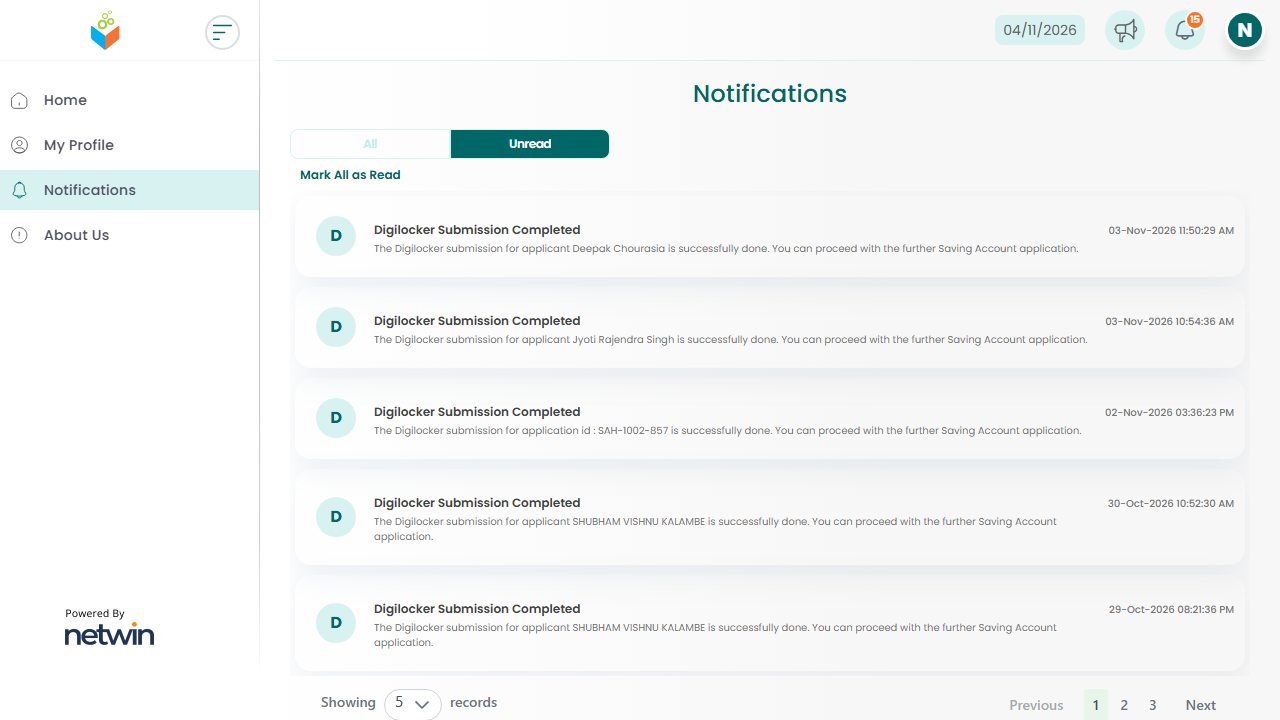 04/11/2026
15
N
Home
My Profile
Notifications
About Us
Powered By
netwin
Notifications
All
Unread
Mark All as Read
D
Digilocker Submission Completed
03-Nov-2026 11:50:29 AM
The Digilocker submission for applicant Deepak Chourasia is successfully done. You can proceed with the further Saving Account application.
D
Digilocker Submission Completed
03-Nov-2026 10:54:36 AM
The Digilocker submission for applicant Jyoti Rajendra Singh is successfully done. You can proceed with the further Saving Account application.
D
Digilocker Submission Completed
02-Nov-2026 03:36:23 PM
The Digilocker submission for application id : SAH-1002-857 is successfully done. You can proceed with the further Saving Account application.
D
Digilocker Submission Completed
30-Oct-2026 10:52:30 AM
The Digilocker submission for applicant SHUBHAM VISHNU KALAMBE is successfully done. You can proceed with the further Saving Account
application.
D
Digilocker Submission Completed
29-Oct-2026 08:21:36 PM
The Digilocker submission for applicant SHUBHAM VISHNU KALAMBE is successfully done. You can proceed with the further Saving Account
application.
Showing 5 records
Previous 1 2 3 Next